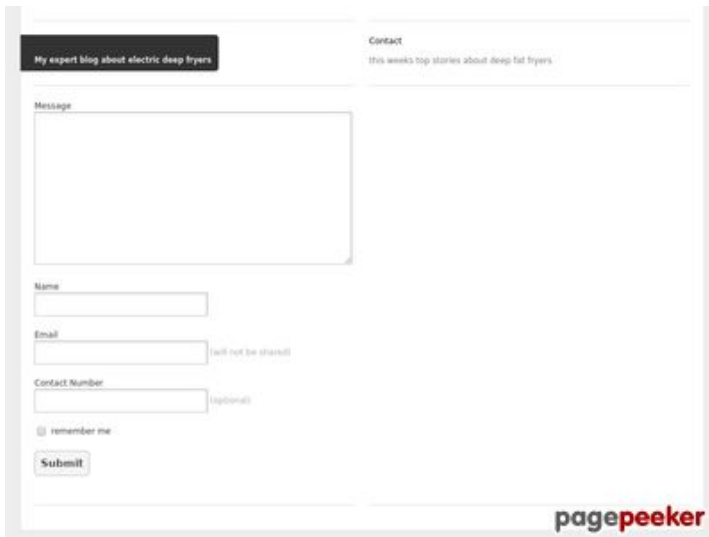 My expert blog about electric deep fryers
Contact
this weeks top stories about deep fat fryers
Message
Name
Email
(will not be shared)
Contact Number
(optional)
remember me
Submit
pagepeeker